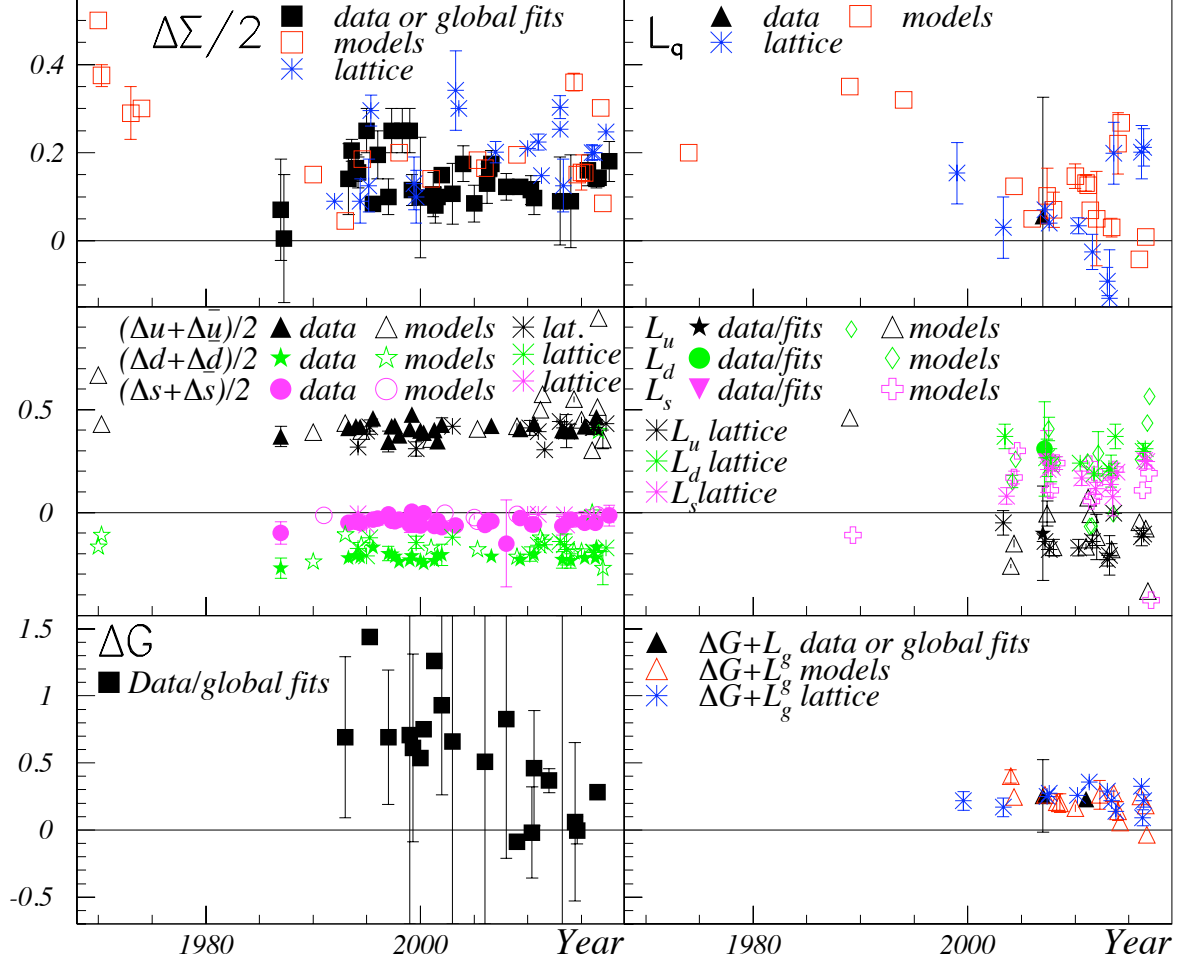 ΔΣ/2 ■ data or global fits
□ models
lattice
0.4
0.2
0
L_q ▲ data □ models
lattice
(Δu+Δū)/2 ▲ data △ models lat.
(Δd+Δd̄)/2 ★ data ☆ models lattice
(Δs+Δs̄)/2 ● data ○ models lattice
0.5
0
L_u ★ data/fits △ models
L_d ● data/fits ◇ models
L_s ▼ data/fits models
L_u lattice
L_d lattice
L_s lattice
ΔG
■ Data/global fits
1.5
1
0.5
0
-0.5
▲ ΔG+L_g data or global fits
△ ΔG+L_g models
ΔG+L_g lattice
1980 2000 Year
1980 2000 Year